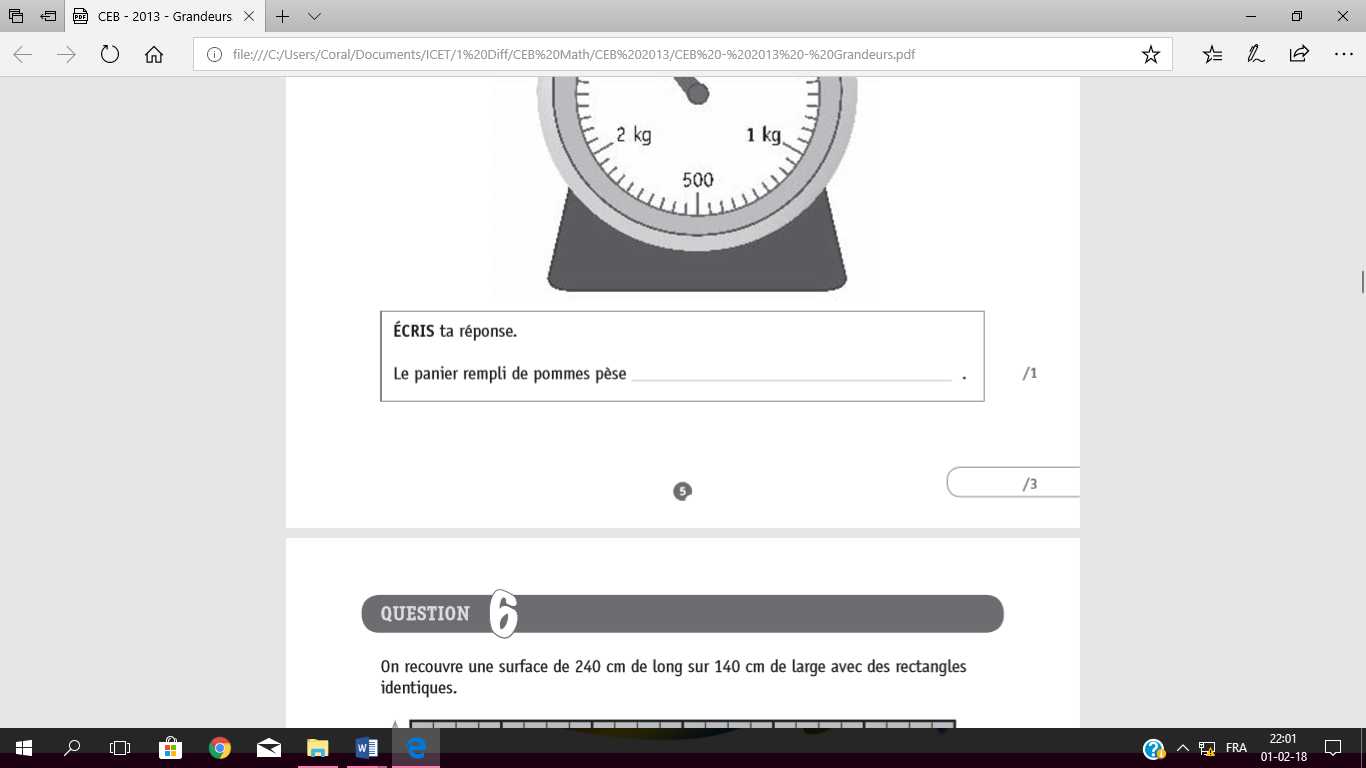 CEB - 2013 - Grandeurs
file:///C:/Users/Coral/Documents/ICET/1%20Diff/CEB%20Math/CEB%202013/CEB%20-%202013%20-%20Grandeurs.pdf
2 kg
1 kg
500
ÉCRIS ta réponse.
Le panier rempli de pommes pèse .
/1
5
/3
QUESTION 6
On recouvre une surface de 240 cm de long sur 140 cm de large avec des rectangles
identiques.
FRA
22:01
01-02-18